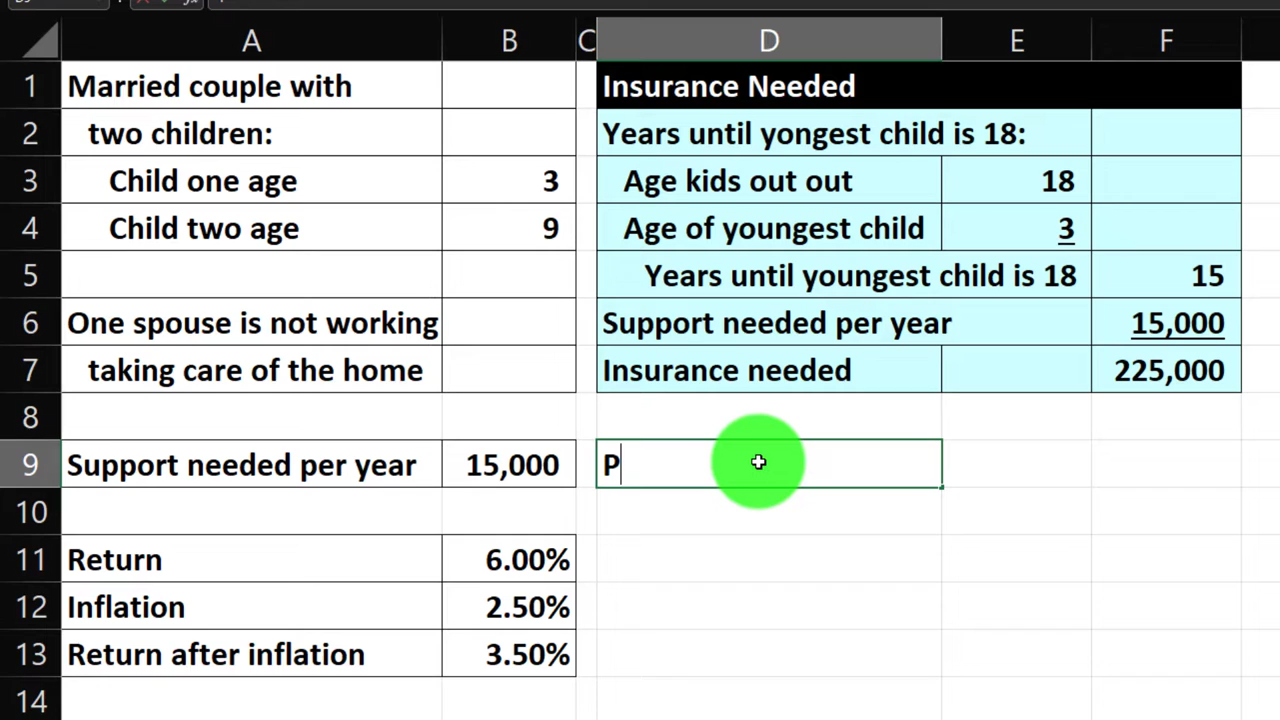 A B C D E F
1 Married couple with Insurance Needed
2 two children: Years until yongest child is 18:
3 Child one age 3 Age kids out out 18
4 Child two age 9 Age of youngest child 3
5 Years until youngest child is 18 15
6 One spouse is not working Support needed per year 15,000
7 taking care of the home Insurance needed 225,000
8
9 Support needed per year 15,000 P
10
11 Return 6.00%
12 Inflation 2.50%
13 Return after inflation 3.50%
14